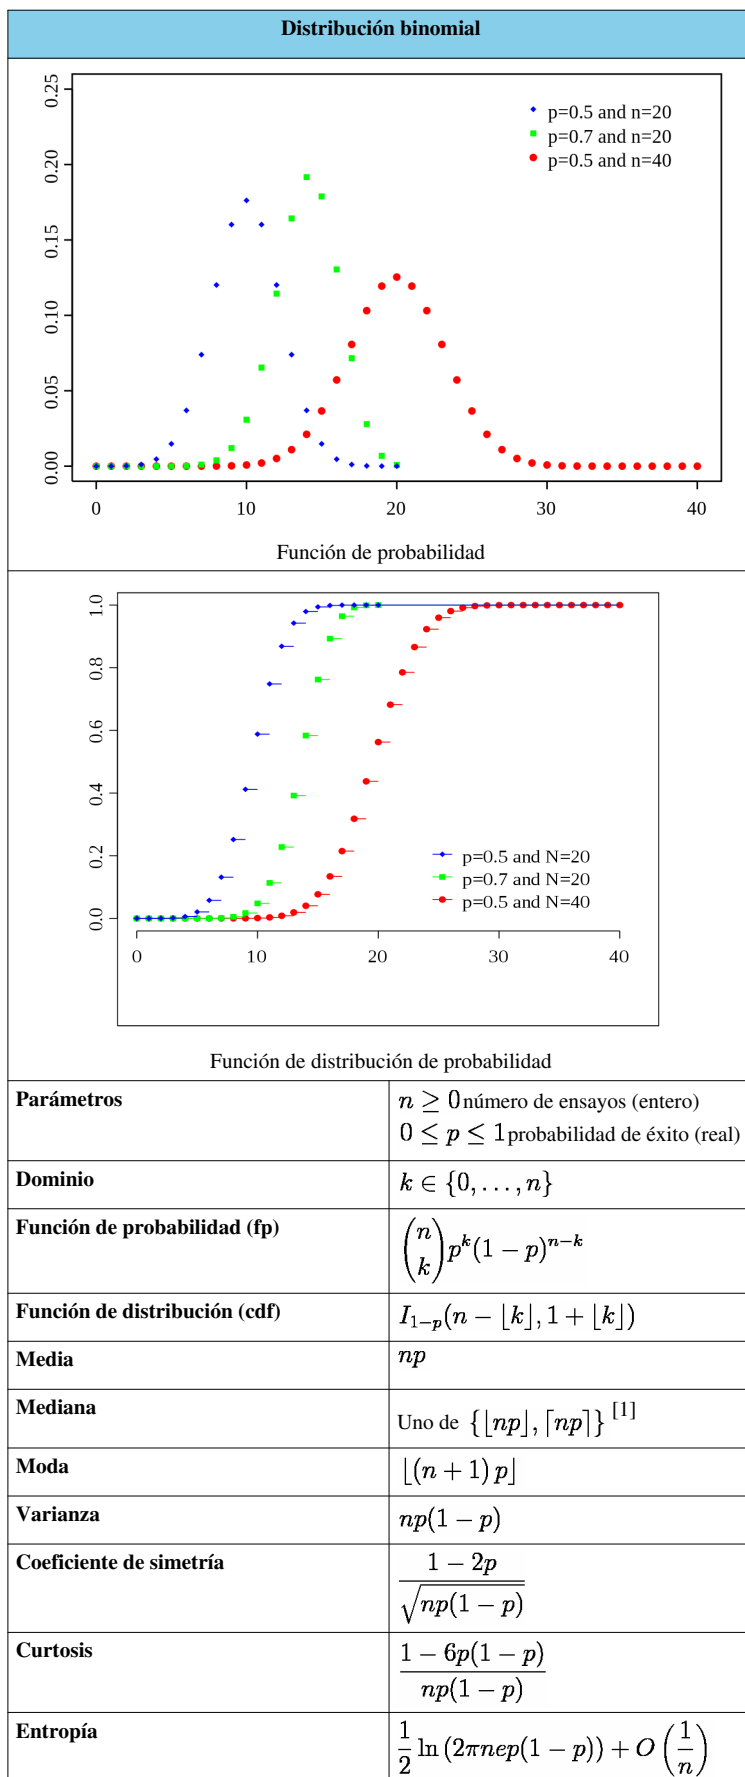 Distribución binomial
0.25
0.20
0.15
0.10
0.05
0.00
p=0.5 and n=20
p=0.7 and n=20
p=0.5 and n=40
0 10 20 30 40
Función de probabilidad
1.0
0.8
0.6
0.4
0.2
0.0
p=0.5 and N=20
p=0.7 and N=20
p=0.5 and N=40
0 10 20 30 40
Función de distribución de probabilidad
Parámetros n ≥ 0 número de ensayos (entero)
0 ≤ p ≤ 1 probabilidad de éxito (real)
Dominio k ∈ {0, . . . , n}
Función de probabilidad (fp) \binom{n}{k} p^k (1 − p)^{n−k}
Función de distribución (cdf) I_{1−p}(n − ⌊k⌋, 1 + ⌊k⌋)
Media np
Mediana Uno de {⌊np⌋, ⌈np⌉} [1]
Moda ⌊(n + 1) p⌋
Varianza np(1 − p)
Coeficiente de simetría \frac{1 − 2p}{\sqrt{np(1 − p)}}
Curtosis \frac{1 − 6p(1 − p)}{np(1 − p)}
Entropía \frac{1}{2} ln (2πnep(1 − p)) + O(\frac{1}{n})